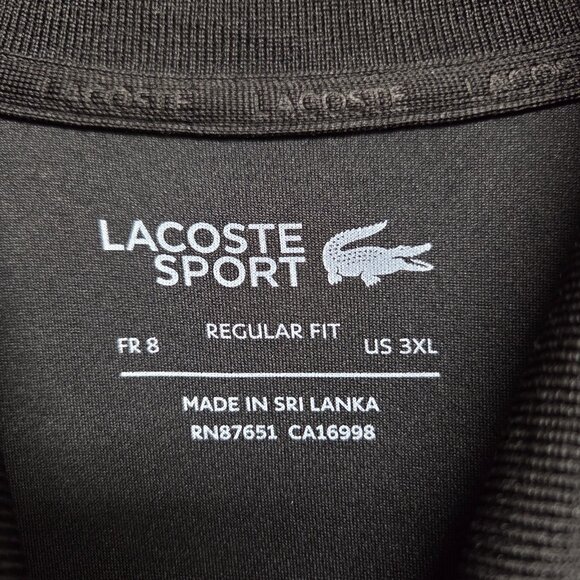 LACOSTE LACOSTE LACOSTE
LACOSTE
SPORT
REGULAR FIT
FR 8 US 3XL
MADE IN SRI LANKA
RN87651 CA16998